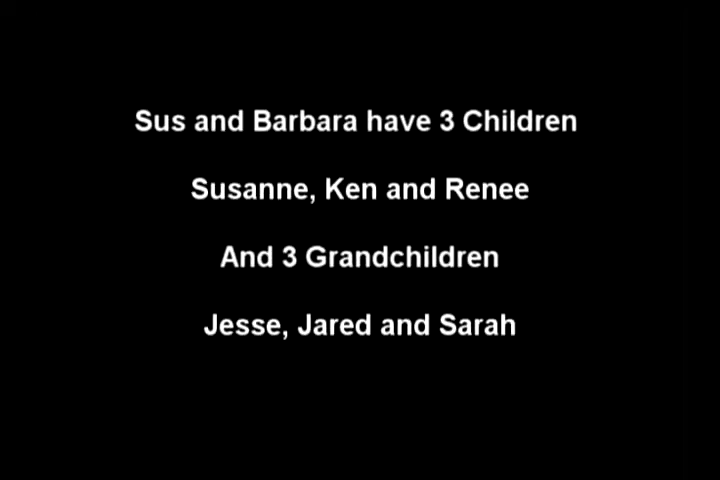 Sus and Barbara have 3 Children
Susanne, Ken and Renee
And 3 Grandchildren
Jesse, Jared and Sarah